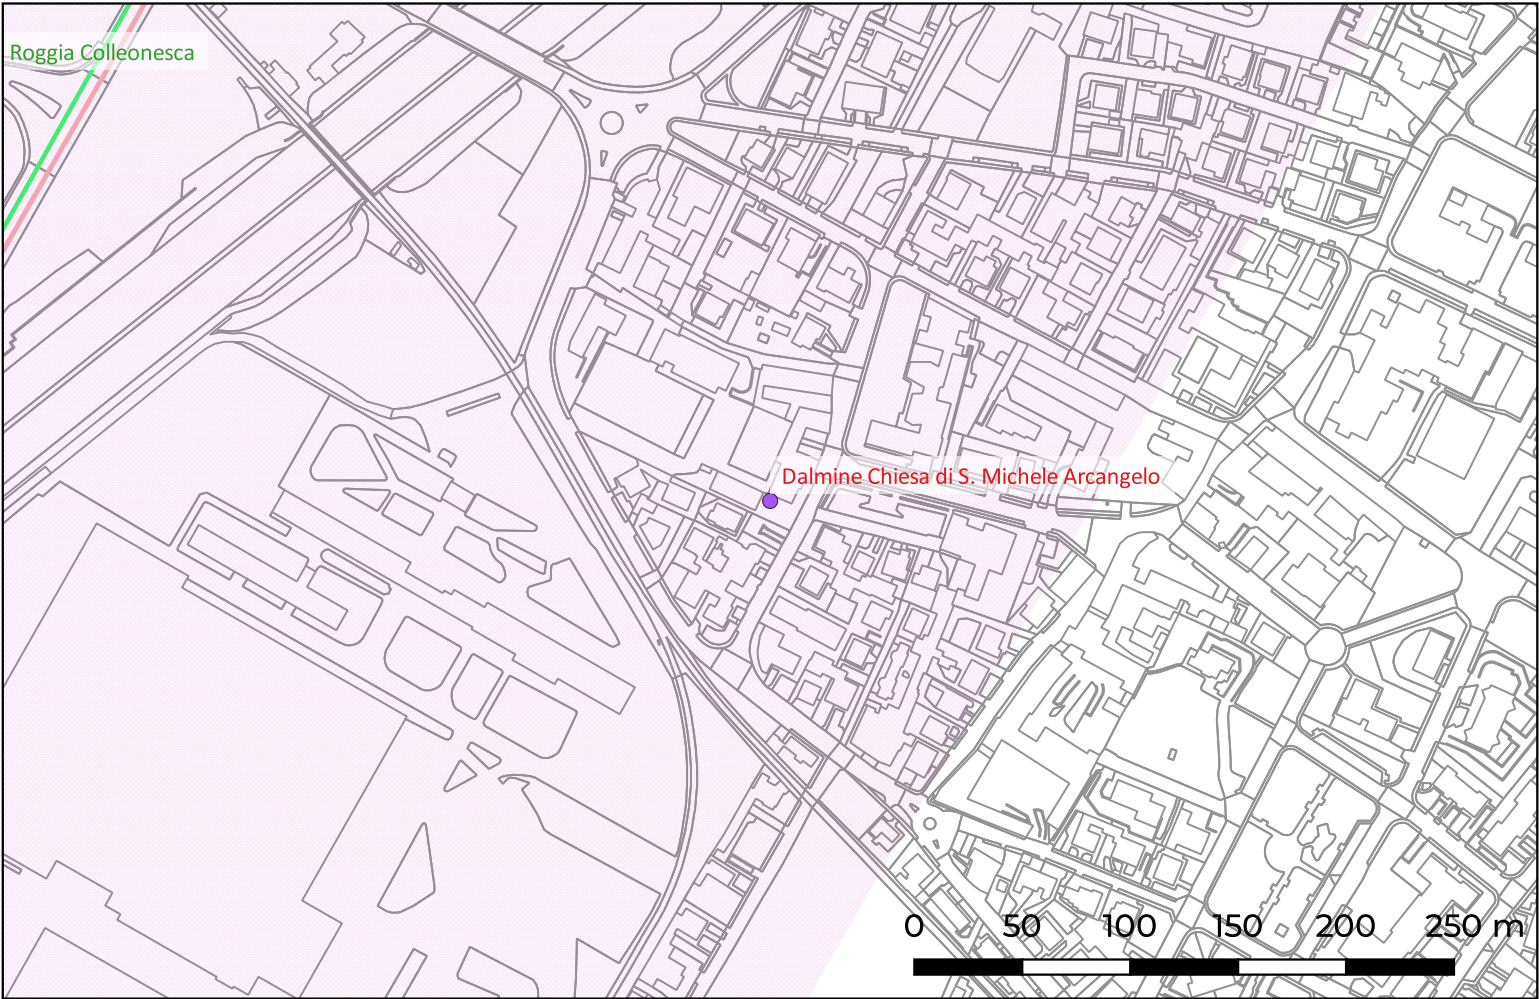 Roggia Colleonesca
Dalmine Chiesa di S. Michele Arcangelo
0 50 100 150 200 250 m